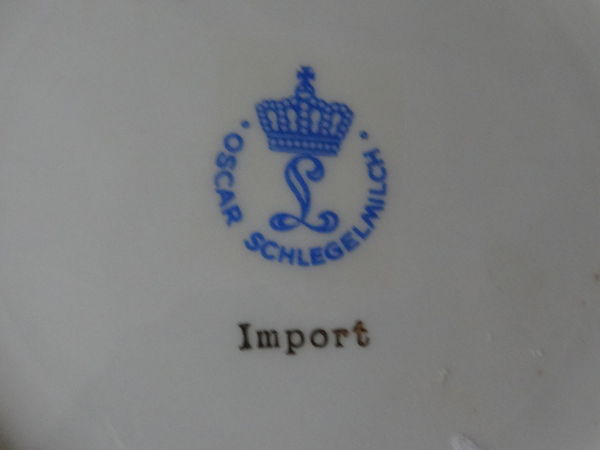 L
• OSCAR SCHLEGELMILCH •
Import